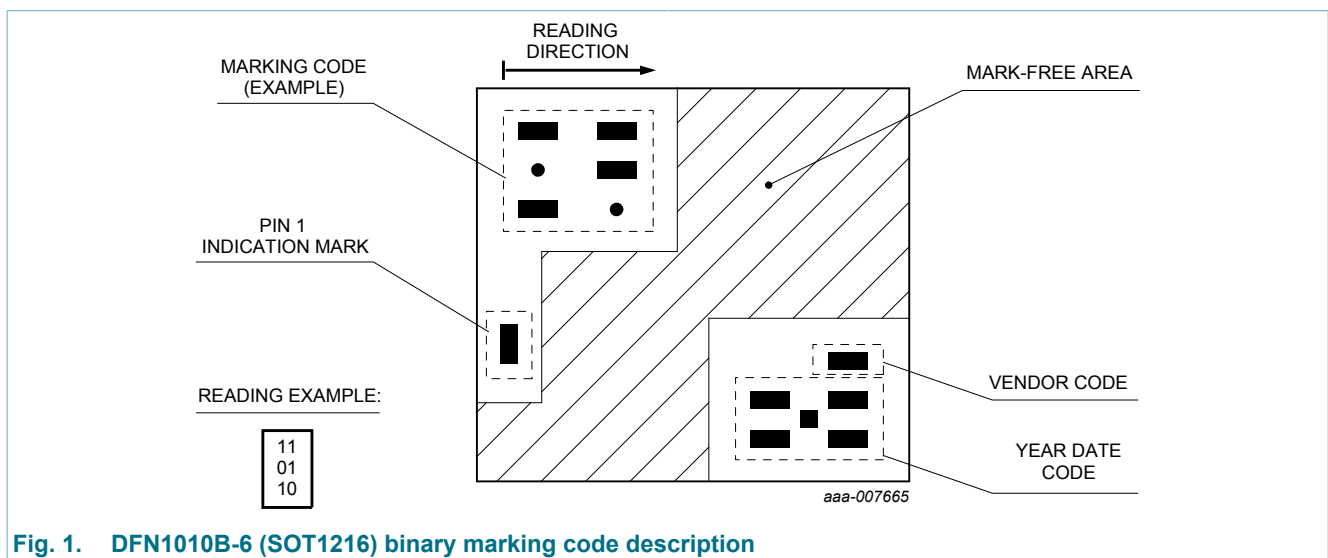 READING
DIRECTION
MARKING CODE
(EXAMPLE)
MARK-FREE AREA
PIN 1
INDICATION MARK
READING EXAMPLE:
11
01
10
VENDOR CODE
YEAR DATE
CODE
aaa-007665
Fig. 1. DFN1010B-6 (SOT1216) binary marking code description